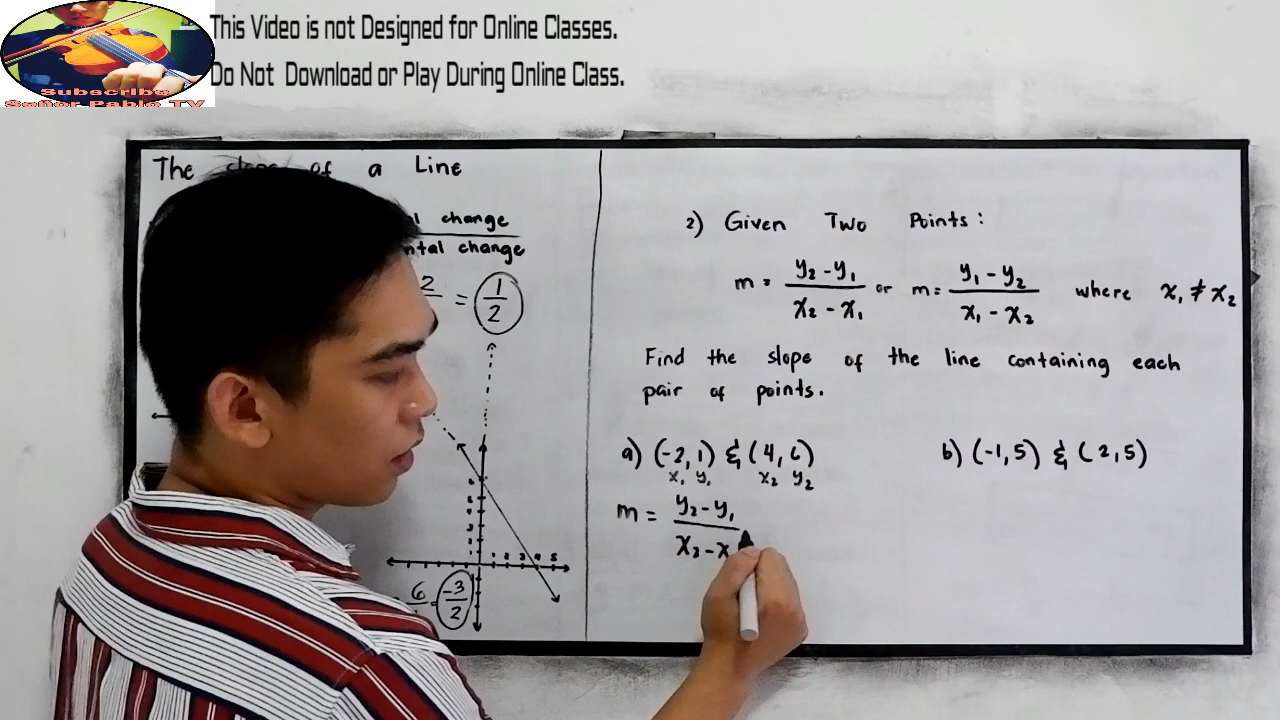 This Video is not Designed for Online Classes.
Do Not Download or Play During Online Class.
Subscribe
Señor Pablo TV
The slope of a Line
change
change
2
= 1/2
6
= -3/2
2) Given Two Points:
m = y₂ - y₁ / x₂ - x₁ or m = y₁ - y₂ / x₁ - x₂ where x₁ ≠ x₂
Find the slope of the line containing each
pair of points.
a) (-2, 1) & (4, 6)
x₁ y₁ x₂ y₂
m = y₂ - y₁ / x₂ - x
b) (-1, 5) & (2, 5)